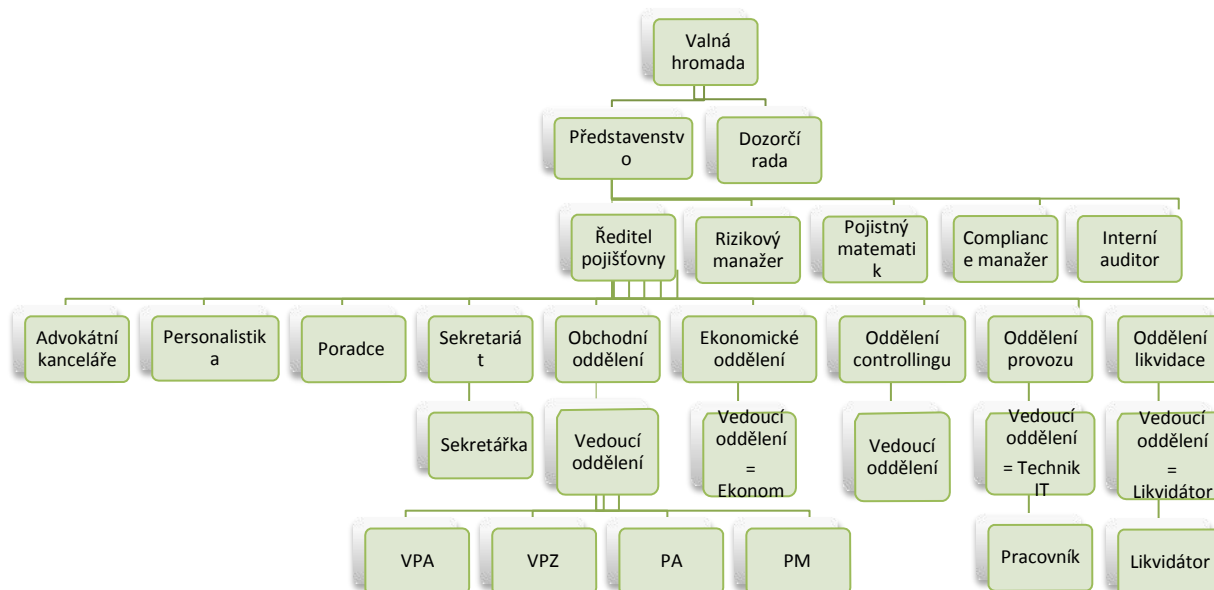 Valná
hromada
Představenstv
o
Dozorčí
rada
Ředitel
pojišťovny
Rizikový
manažer
Pojistný
matemati
k
Complianc
e manažer
Interní
auditor
Advokátní
kanceláře
Personalistik
a
Poradce
Sekretariá
t
Obchodní
oddělení
Ekonomické
oddělení
Oddělení
controllingu
Oddělení
provozu
Oddělení
likvidace
Sekretářka
Vedoucí
oddělení
Vedoucí
oddělení
=
Ekonom
Vedoucí
oddělení
Vedoucí
oddělení
= Technik
IT
Vedoucí
oddělení
=
Likvidátor
VPA
VPZ
PA
PM
Pracovník
Likvidátor